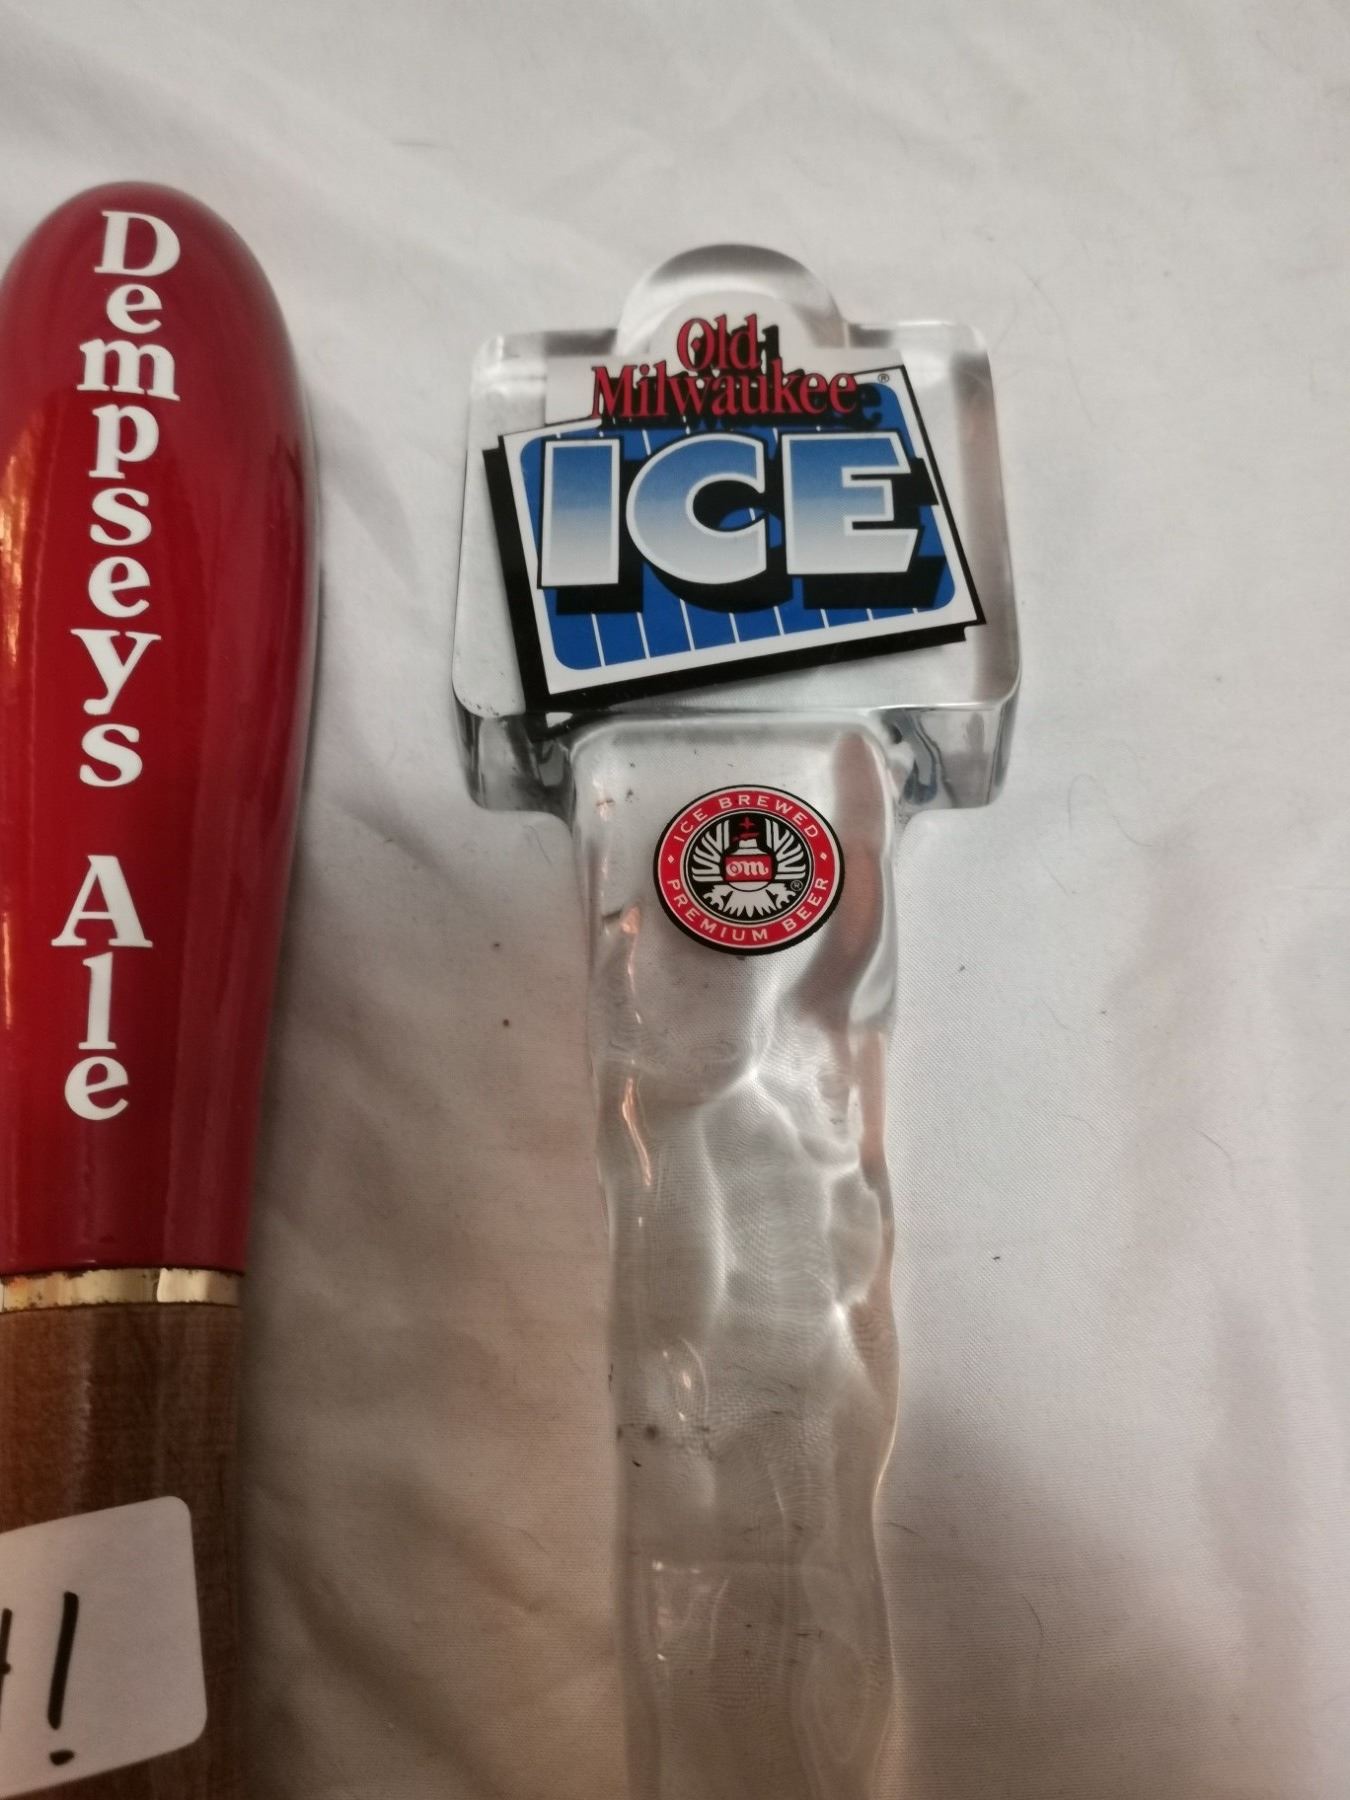 Dempseys Ale
Old
Milwaukee®
ICE
ICE BREWED
om
®
PREMIUM BEER
!